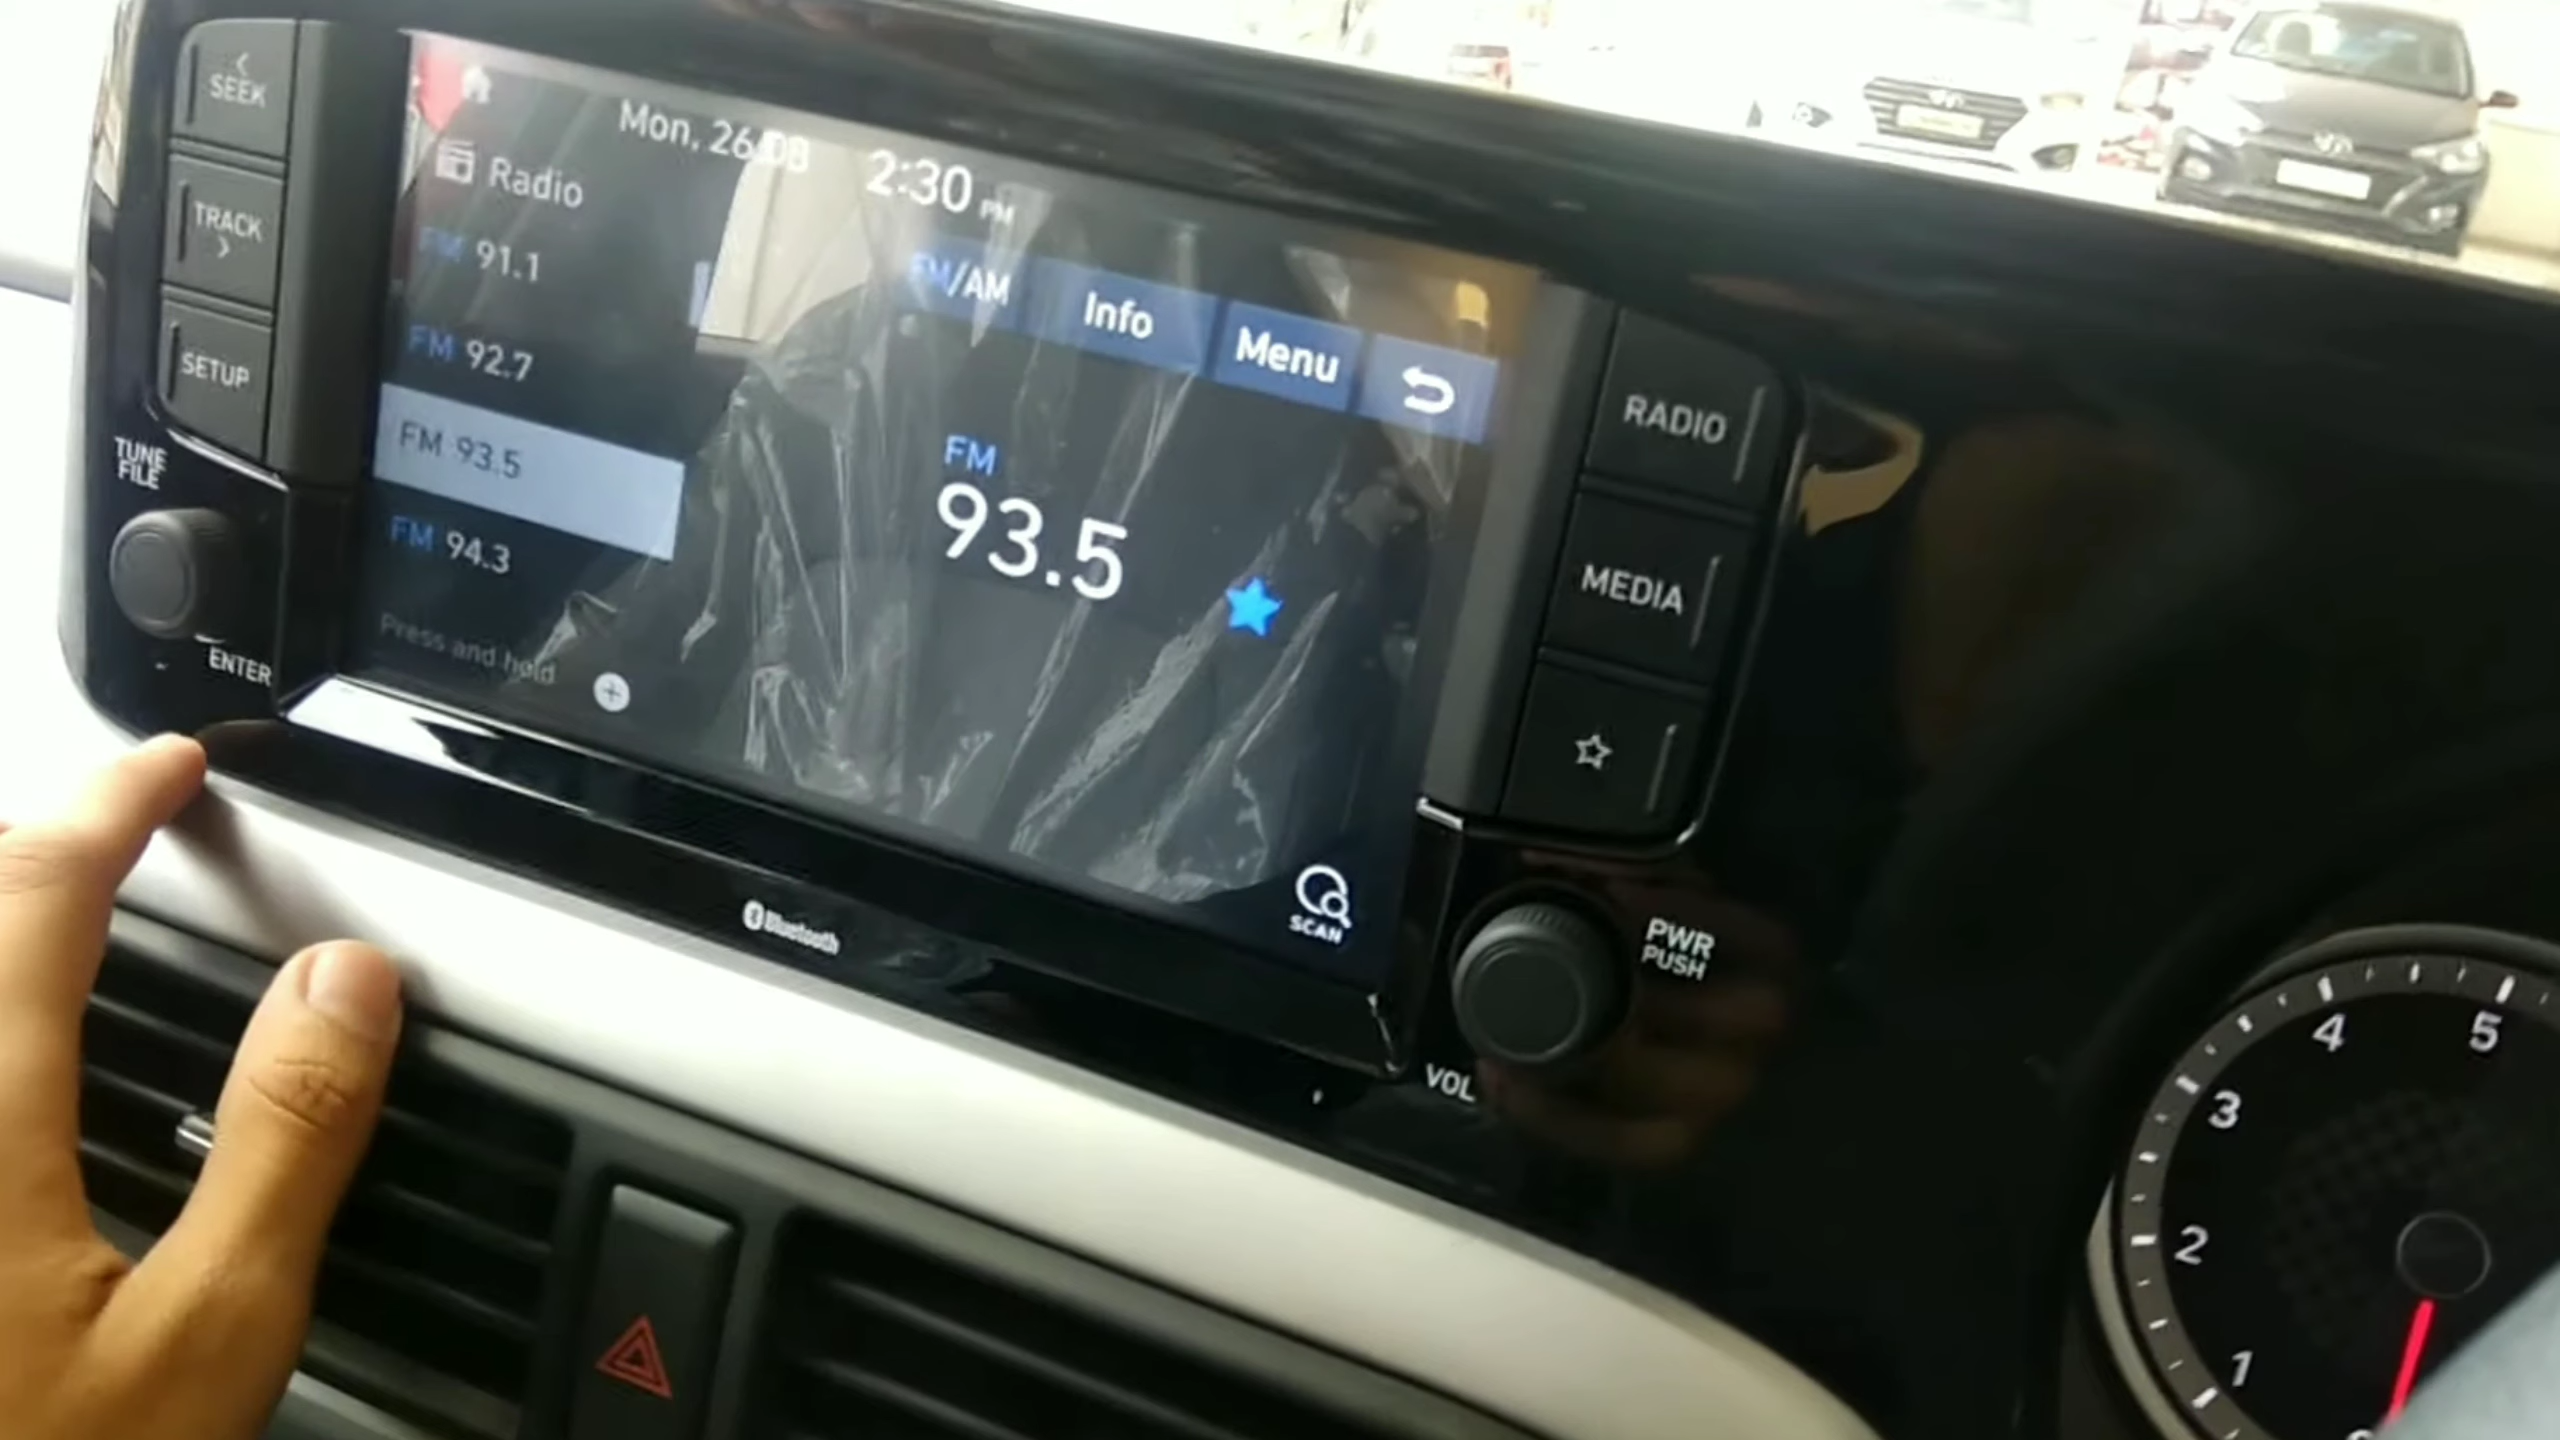 SEEK
TRACK
SETUP
TUNE
FILE
ENTER
Mon, 26.08
2:30 PM
Radio
FM 91.1
FM 92.7
FM 93.5
FM 94.3
Press and hold
FM/AM
Info
Menu
FM
93.5
SCAN
Bluetooth
RADIO
MEDIA
PWR
PUSH
VOL
1
2
3
4
5